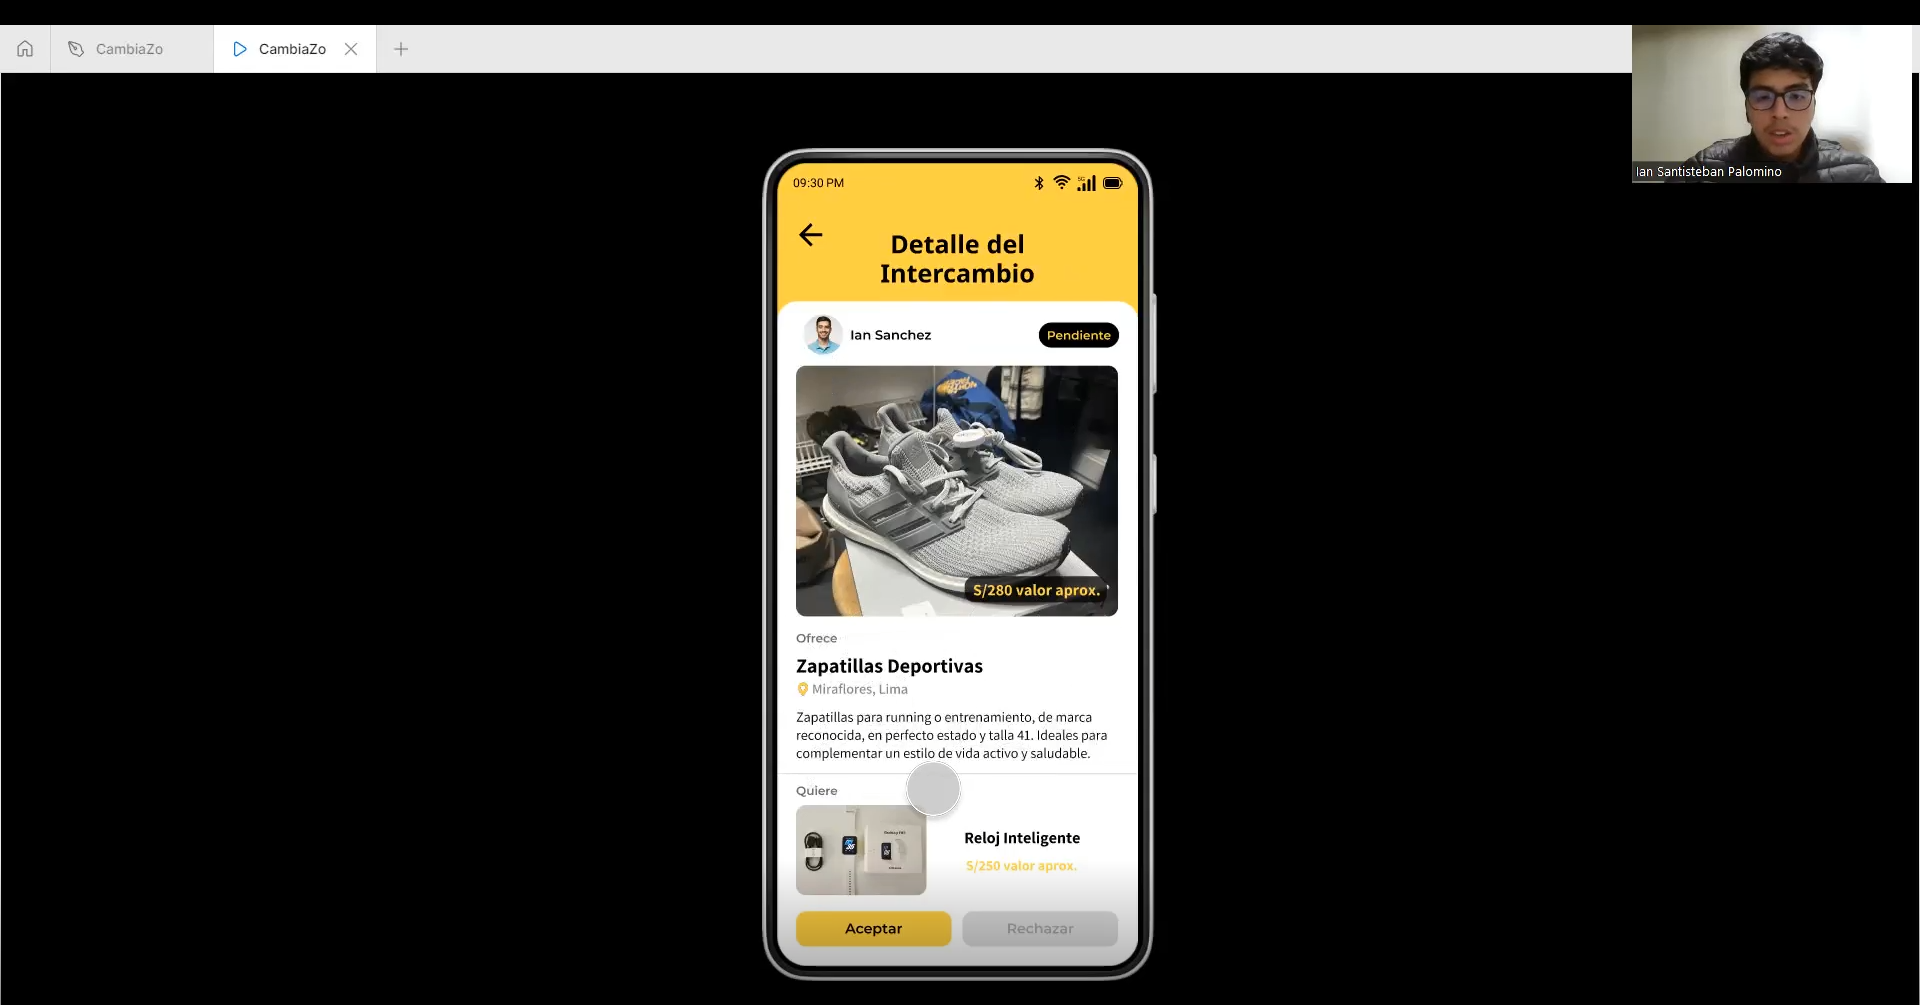 CambiaZo
CambiaZo
Ian Santisteban Palomino
09:30 PM
5G
Detalle del
Intercambio
Ian Sanchez
Pendiente
S/280 valor aprox.
Ofrece
Zapatillas Deportivas
Miraflores, Lima
Zapatillas para running o entrenamiento, de marca
reconocida, en perfecto estado y talla 41. Ideales para
complementar un estilo de vida activo y saludable.
Quiere
Reloj Inteligente
S/250 valor aprox.
Aceptar
Rechazar